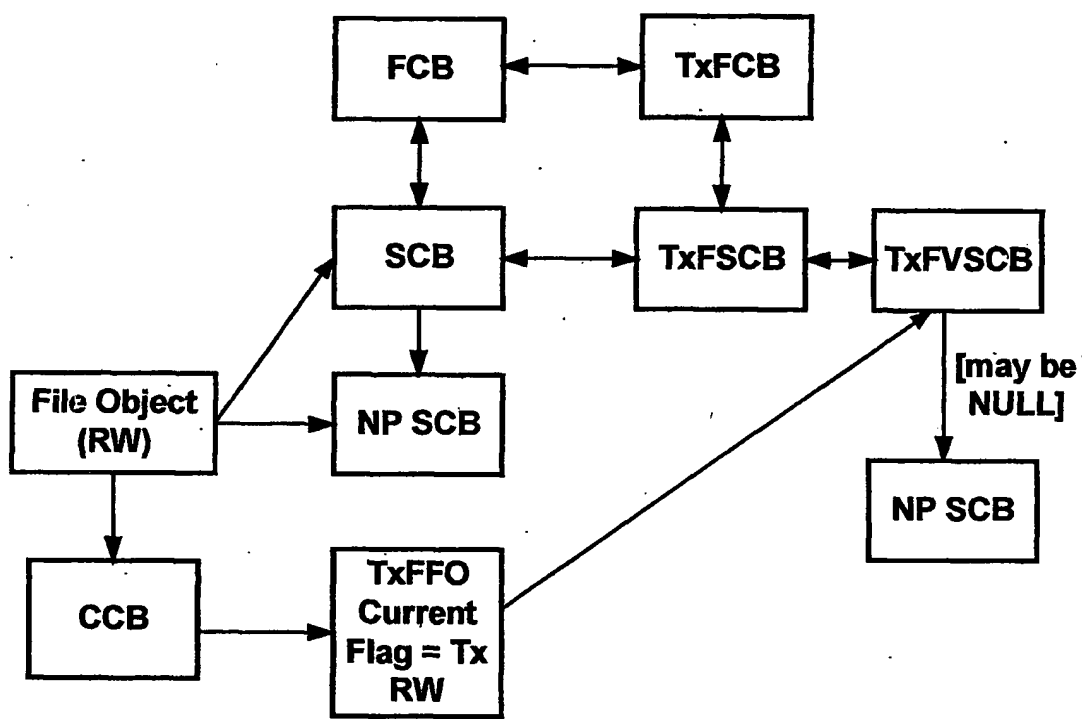 FCB
TxFCB
SCB
TxFSCB
TxFVSCB
File Object
(RW)
NP SCB
[may be
NULL]
NP SCB
CCB
TxFFO
Current
Flag = Tx
RW